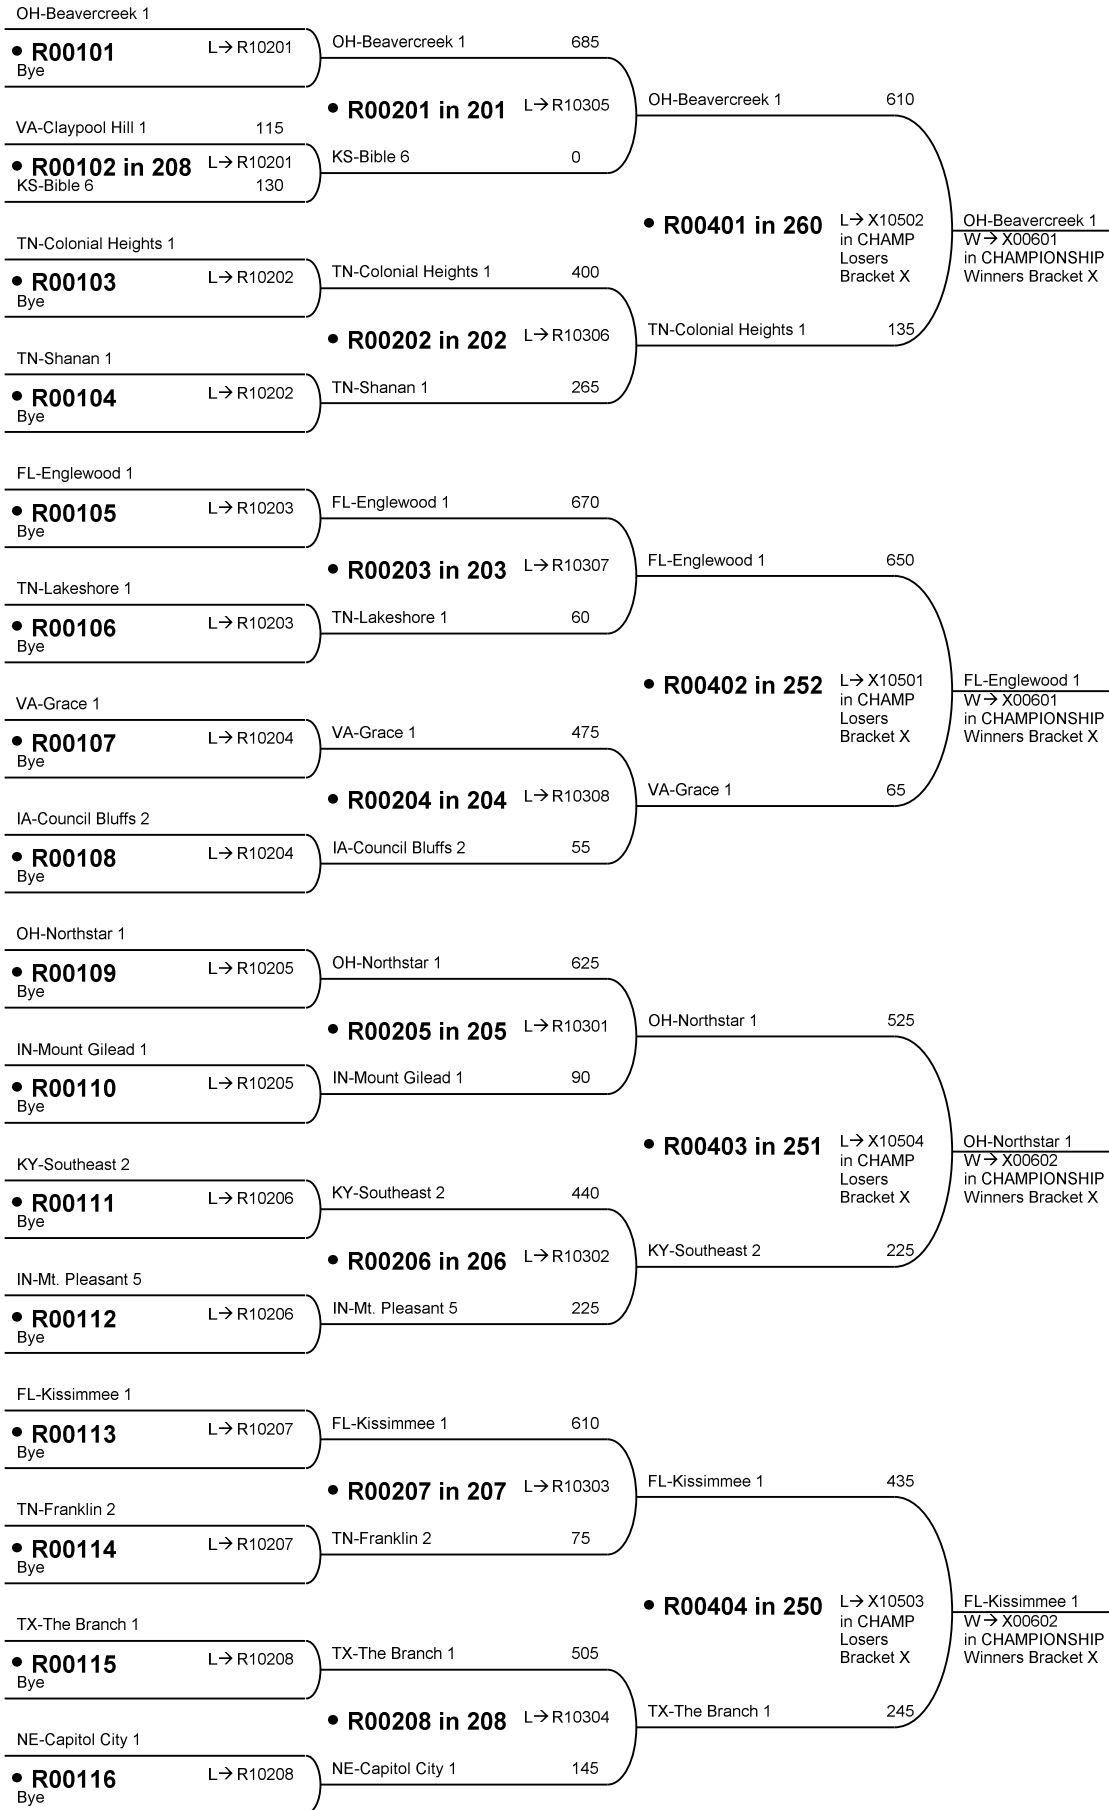 OH-Beavercreek 1
• R00101 L→ R10201
Bye
VA-Claypool Hill 1 115
• R00102 in 208 L→ R10201
KS-Bible 6 130
TN-Colonial Heights 1
• R00103 L→ R10202
Bye
TN-Shanan 1
• R00104 L→ R10202
Bye
FL-Englewood 1
• R00105 L→ R10203
Bye
TN-Lakeshore 1
• R00106 L→ R10203
Bye
VA-Grace 1
• R00107 L→ R10204
Bye
IA-Council Bluffs 2
• R00108 L→ R10204
Bye
OH-Northstar 1
• R00109 L→ R10205
Bye
IN-Mount Gilead 1
• R00110 L→ R10205
Bye
KY-Southeast 2
• R00111 L→ R10206
Bye
IN-Mt. Pleasant 5
• R00112 L→ R10206
Bye
FL-Kissimmee 1
• R00113 L→ R10207
Bye
TN-Franklin 2
• R00114 L→ R10207
Bye
TX-The Branch 1
• R00115 L→ R10208
Bye
NE-Capitol City 1
• R00116 L→ R10208
Bye
OH-Beavercreek 1 685
• R00201 in 201 L→ R10305
KS-Bible 6 0
TN-Colonial Heights 1 400
• R00202 in 202 L→ R10306
TN-Shanan 1 265
FL-Englewood 1 670
• R00203 in 203 L→ R10307
TN-Lakeshore 1 60
VA-Grace 1 475
• R00204 in 204 L→ R10308
IA-Council Bluffs 2 55
OH-Northstar 1 625
• R00205 in 205 L→ R10301
IN-Mount Gilead 1 90
KY-Southeast 2 440
• R00206 in 206 L→ R10302
IN-Mt. Pleasant 5 225
FL-Kissimmee 1 610
• R00207 in 207 L→ R10303
TN-Franklin 2 75
TX-The Branch 1 505
• R00208 in 208 L→ R10304
NE-Capitol City 1 145
OH-Beavercreek 1 610
• R00401 in 260 L→ X10502
in CHAMP
Losers
Bracket X
TN-Colonial Heights 1 135
FL-Englewood 1 650
• R00402 in 252 L→ X10501
in CHAMP
Losers
Bracket X
VA-Grace 1 65
OH-Northstar 1 525
• R00403 in 251 L→ X10504
in CHAMP
Losers
Bracket X
KY-Southeast 2 225
FL-Kissimmee 1 435
• R00404 in 250 L→ X10503
in CHAMP
Losers
Bracket X
TX-The Branch 1 245
OH-Beavercreek 1
W→ X00601
in CHAMPIONSHIP
Winners Bracket X
FL-Englewood 1
W→ X00601
in CHAMPIONSHIP
Winners Bracket X
OH-Northstar 1
W→ X00602
in CHAMPIONSHIP
Winners Bracket X
FL-Kissimmee 1
W→ X00602
in CHAMPIONSHIP
Winners Bracket X